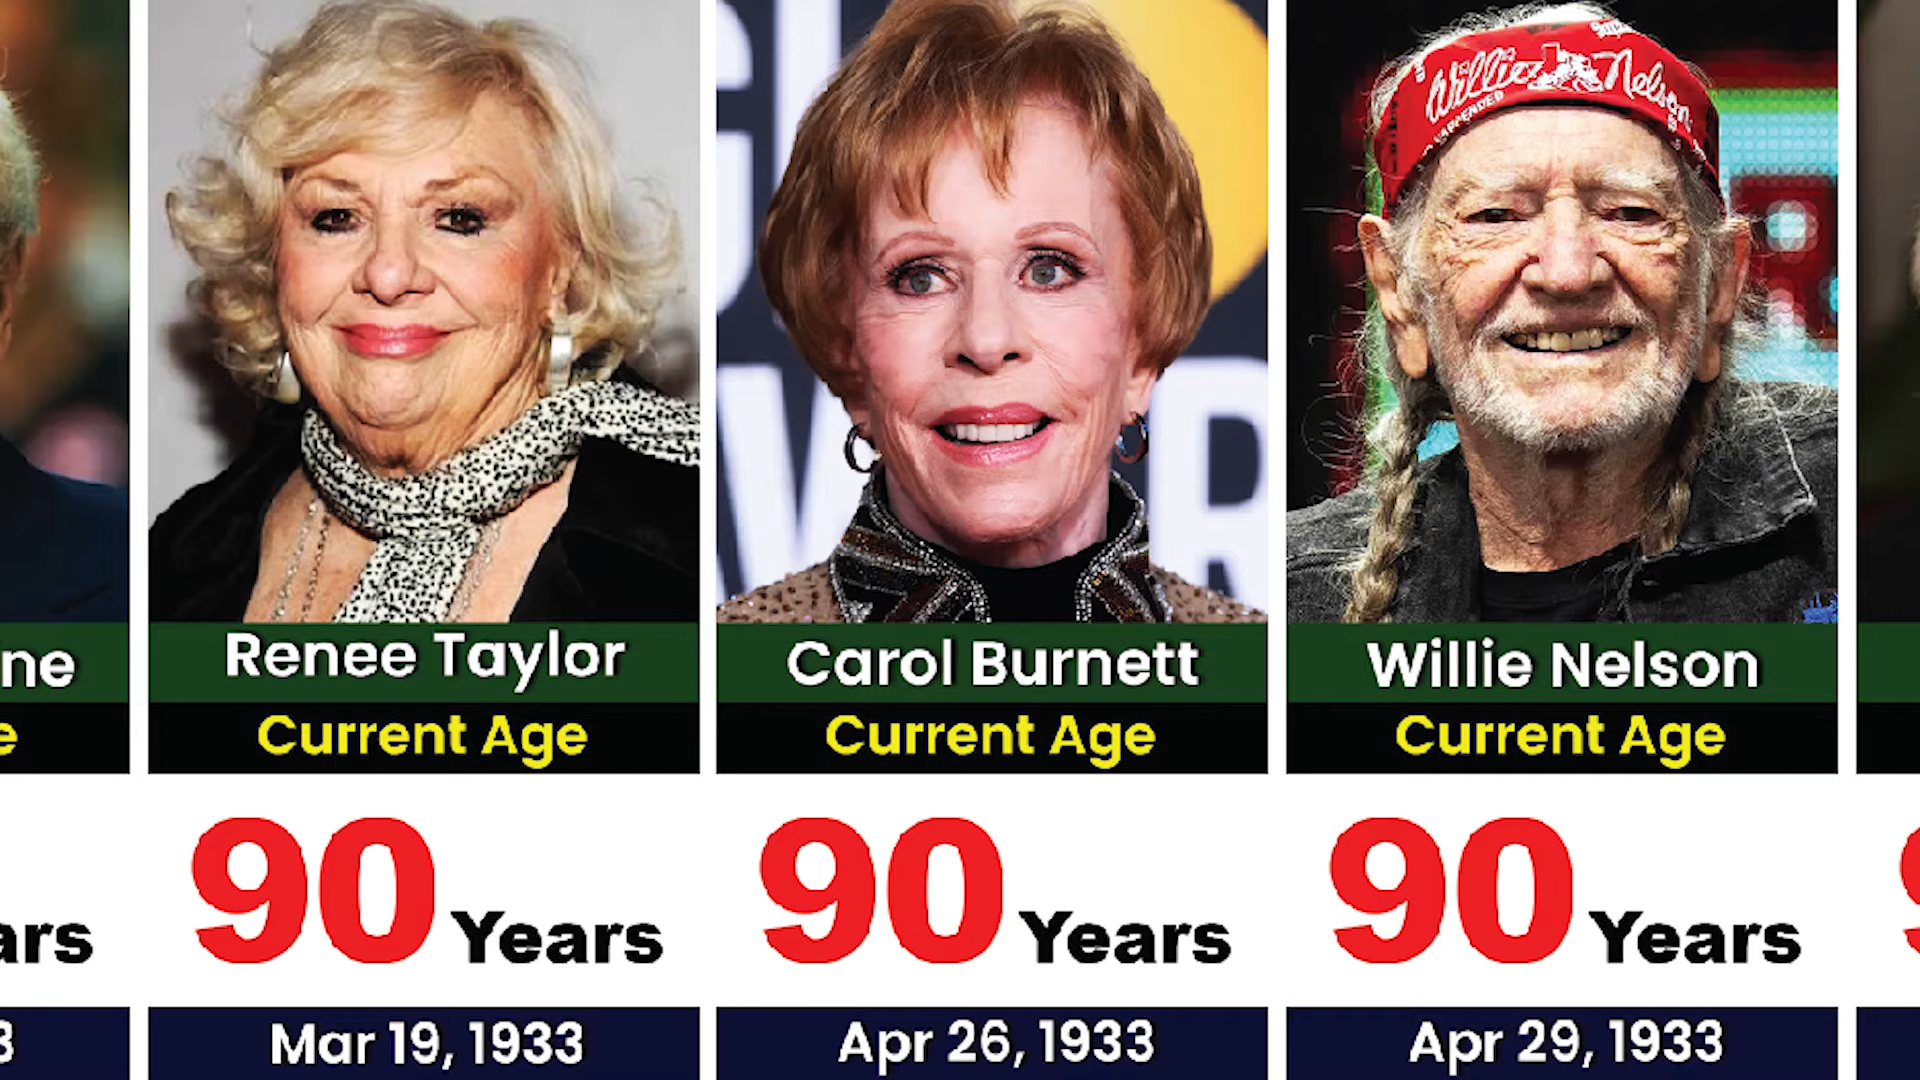 Willie Nelson
ne
Renee Taylor
Carol Burnett
Willie Nelson
e
Current Age
Current Age
Current Age
ars
90 Years
90 Years
90 Years
3
Mar 19, 1933
Apr 26, 1933
Apr 29, 1933